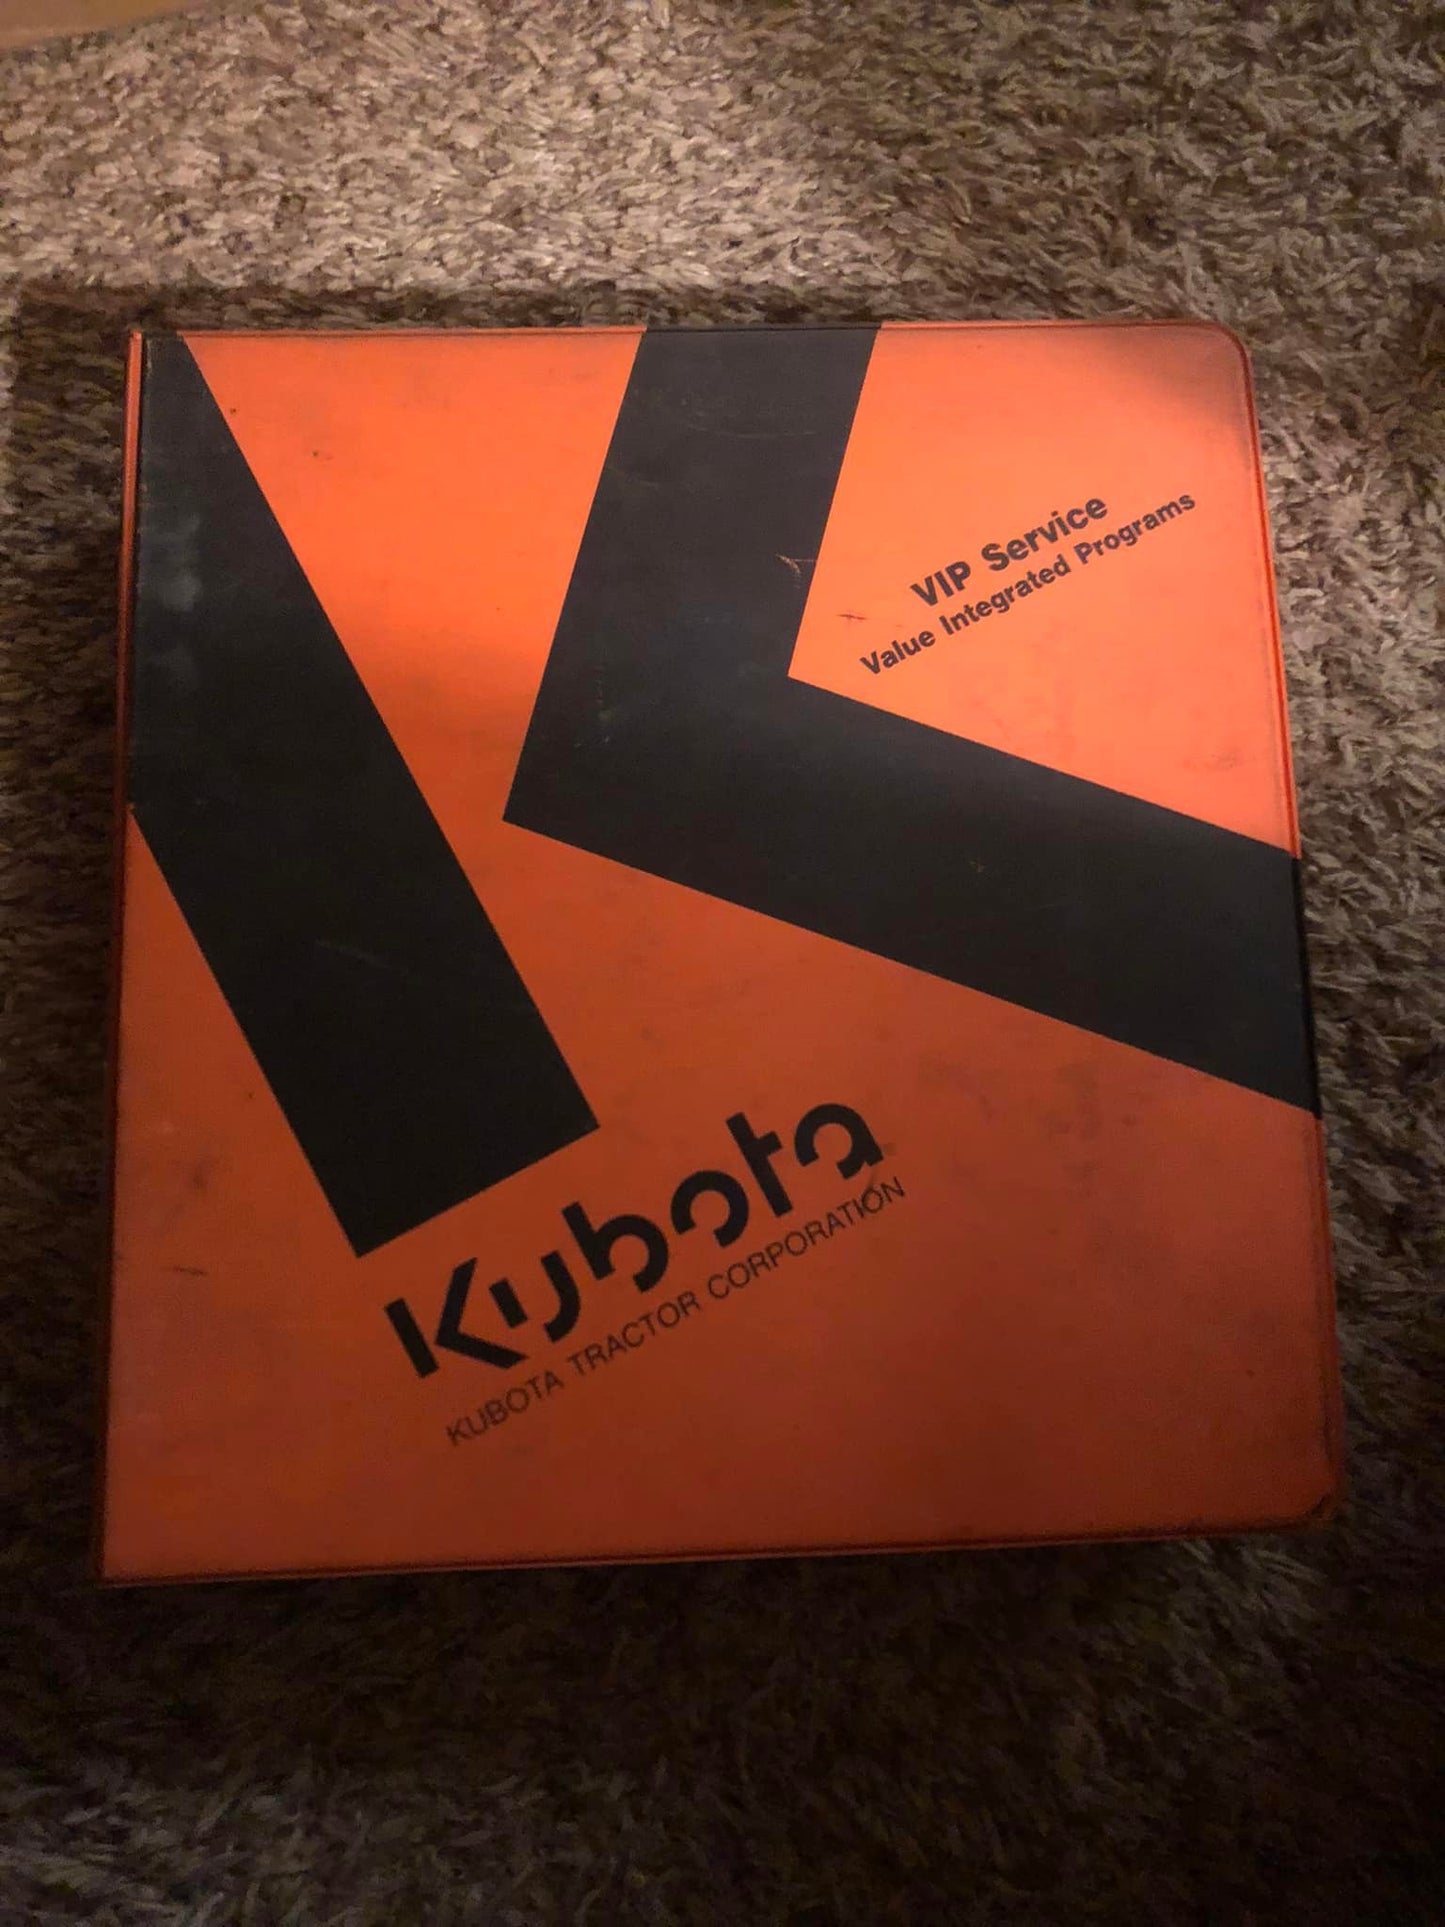 VIP Service
Value Integrated Programs
Kubota
KUBOTA TRACTOR CORPORATION